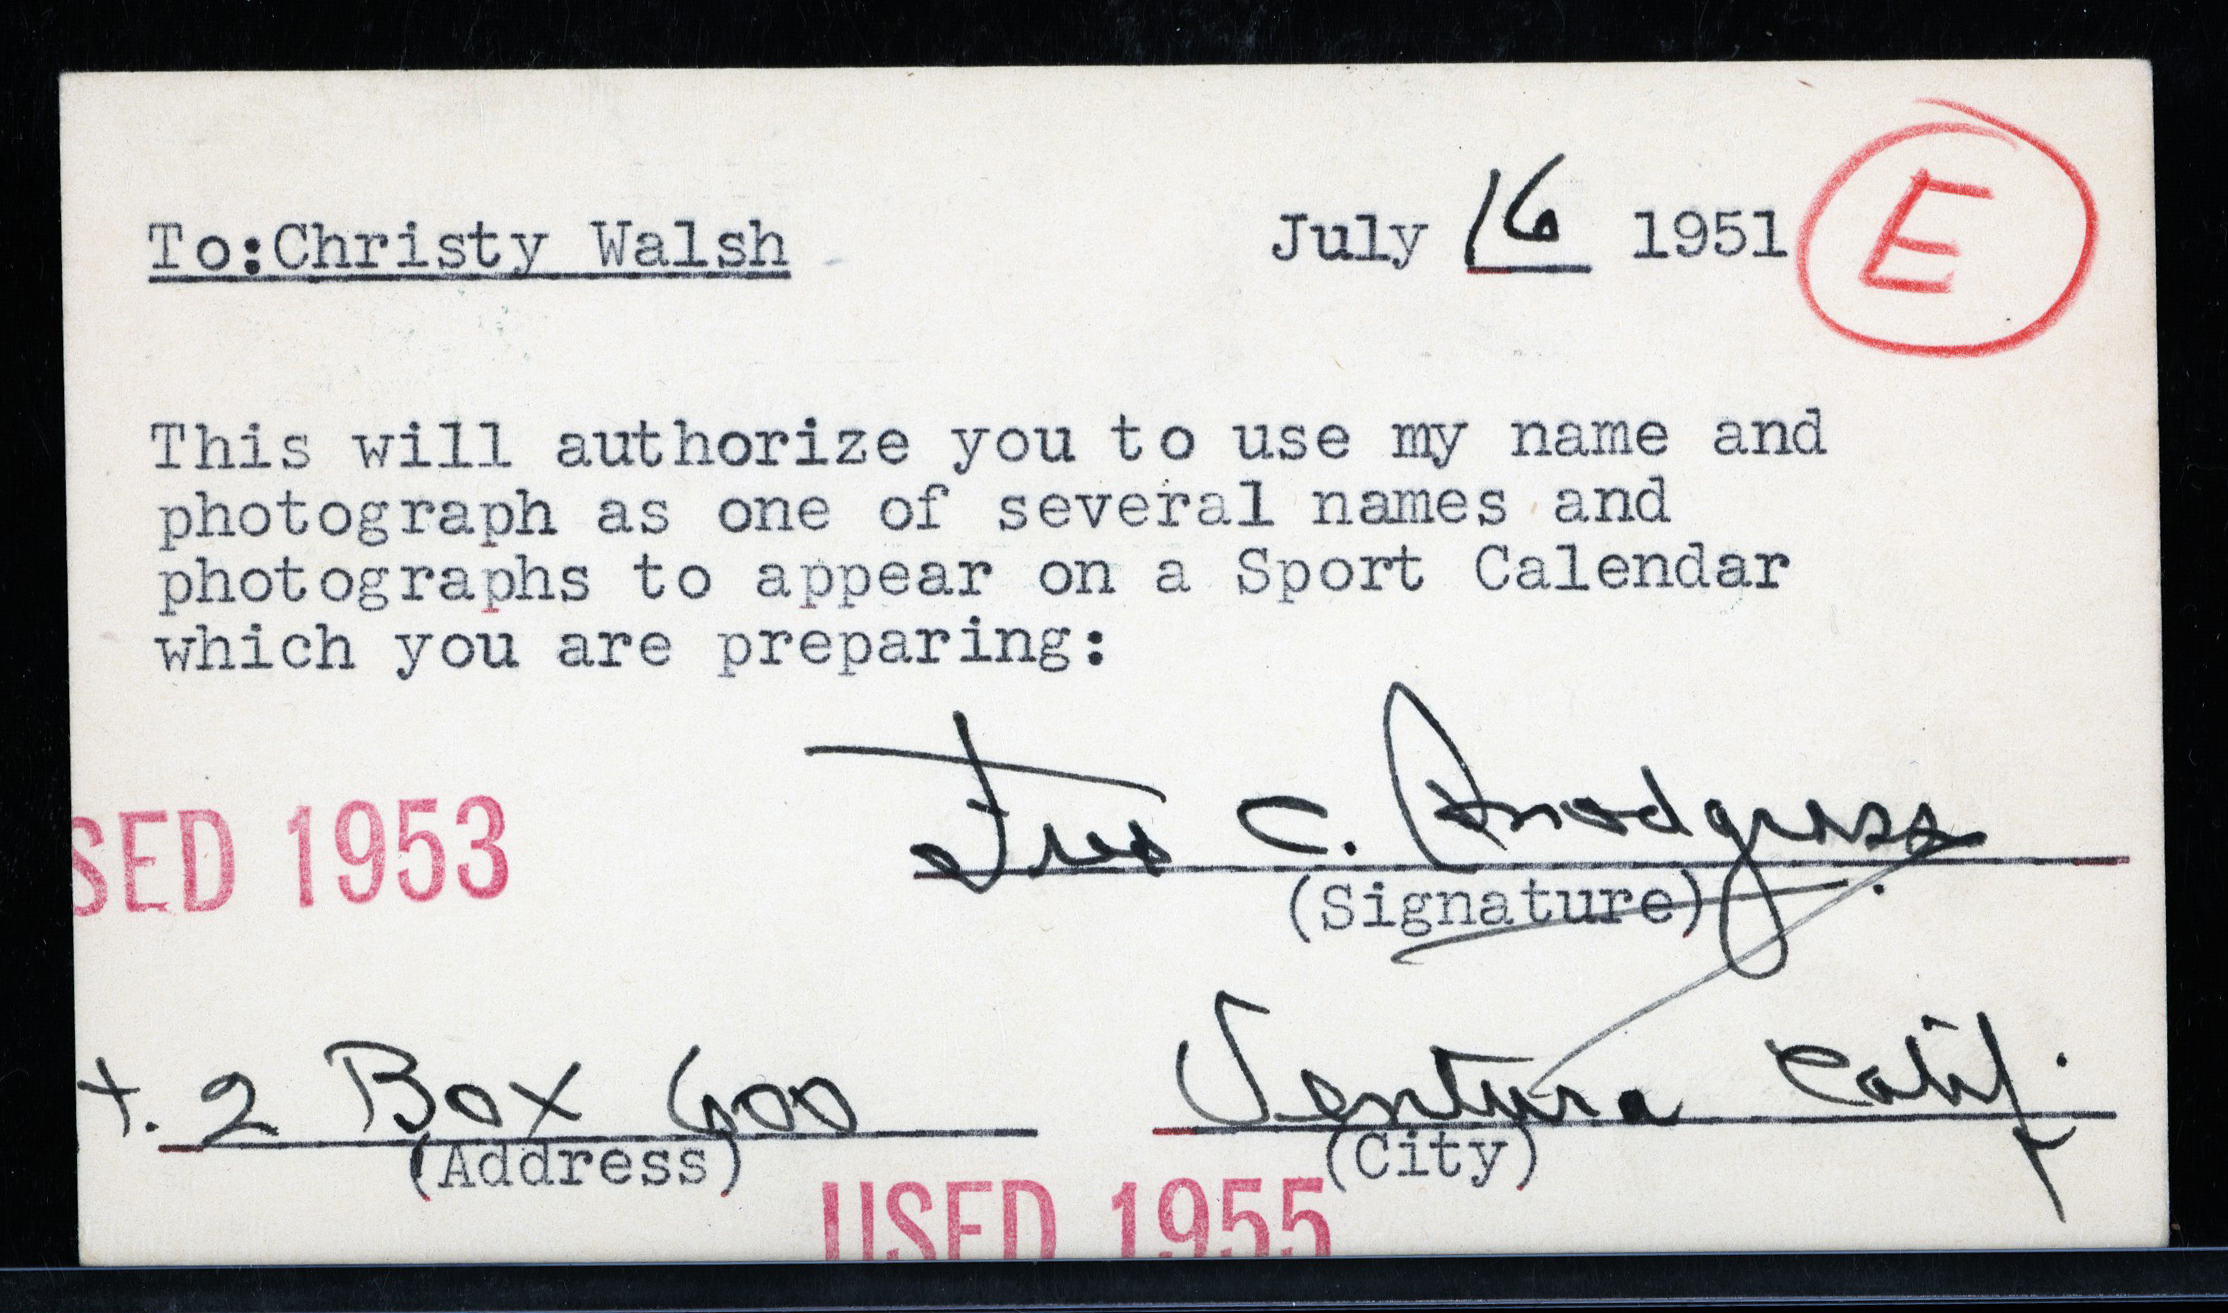 To:Christy Walsh July 16 1951 E
This will authorize you to use my name and
photograph as one of several names and
photographs to appear on a Sport Calendar
which you are preparing:
SED 1953
Fred C. Snodgrass
(Signature)
t. 2 Box 600 Ventura Calif.
(Address) (City)
USED 1955